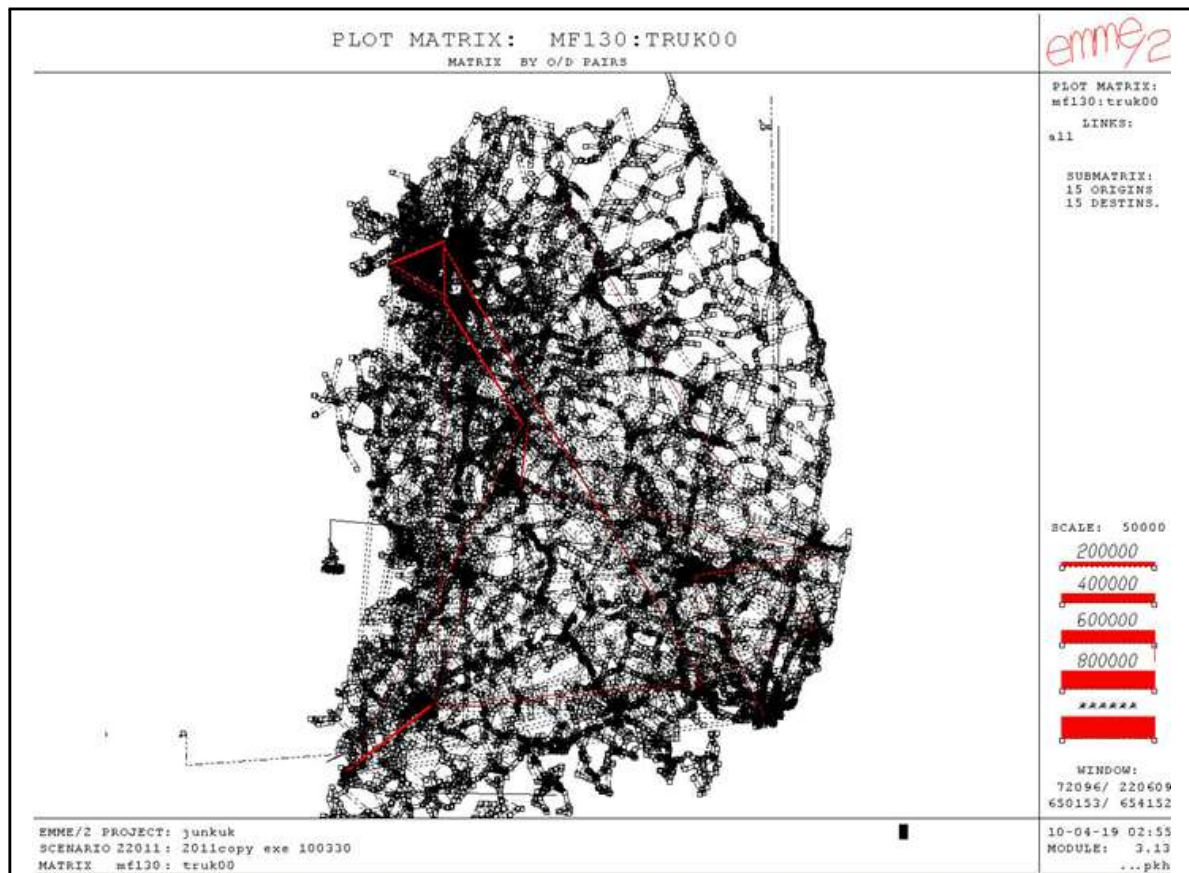 PLOT MATRIX: MF130:TRUK00
MATRIX BY O/D PAIRS
emme/2
PLOT MATRIX:
mf130:truk00
LINKS:
all
SUBMATRIX:
15 ORIGINS
15 DESTINS.
SCALE: 50000
200000
400000
600000
800000
******
WINDOW:
72096/ 220609
650153/ 654152
EMME/2 PROJECT: junkuk
SCENARIO 22011: 2011copy exe 100330
MATRIX mf130: truk00
10-04-19 02:55
MODULE: 3.13
...pkh